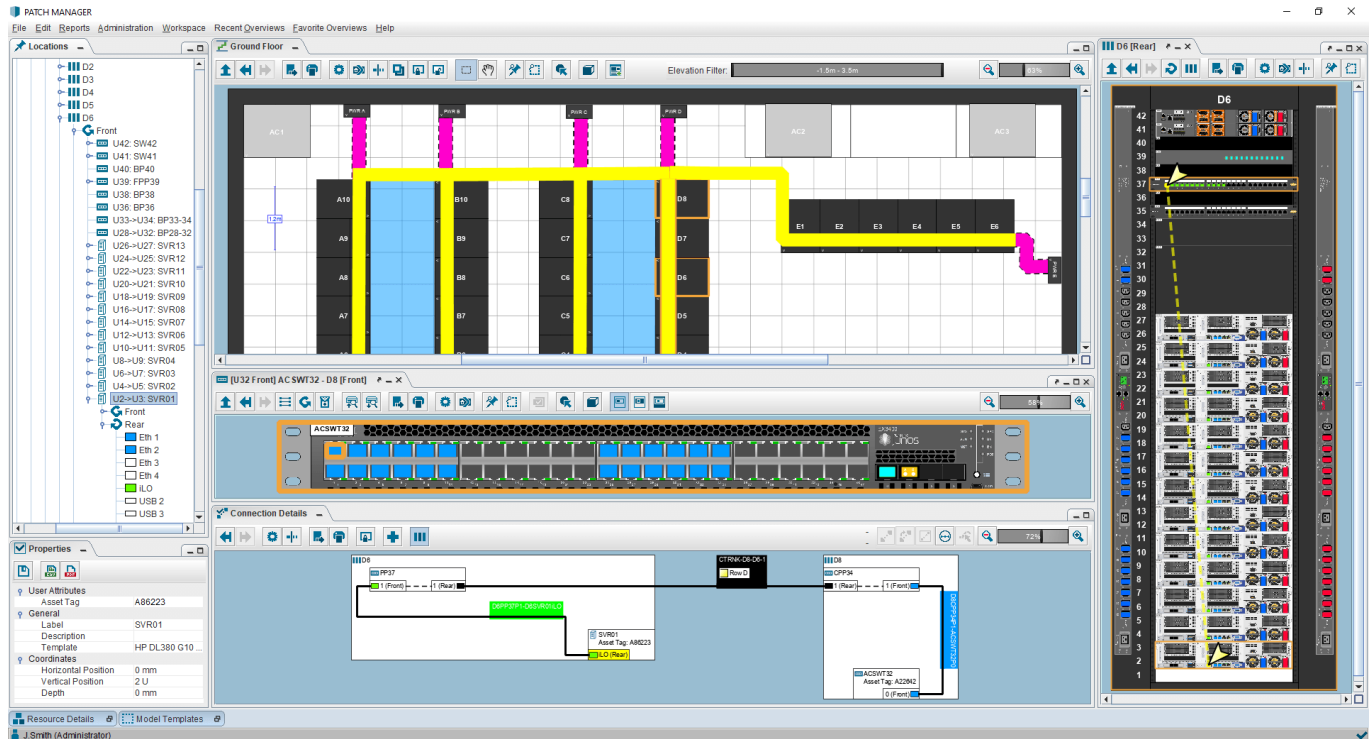 PATCH MANAGER
File Edit Reports Administration Workspace Recent Overviews Favorite Overviews Help
Locations
D2
D3
D4
D5
D6
Front
U42: SW42
U41: SW41
U40: BP40
U39: FPP39
U38: BP38
U36: BP36
U33->U34: BP33-34
U28->U32: BP28-32
U26->U27: SVR13
U24->U25: SVR12
U22->U23: SVR11
U20->U21: SVR10
U18->U19: SVR09
U16->U17: SVR08
U14->U15: SVR07
U12->U13: SVR06
U10->U11: SVR05
U8->U9: SVR04
U6->U7: SVR03
U4->U5: SVR02
U2->U3: SVR01
Front
Rear
Eth 1
Eth 2
Eth 3
Eth 4
iLO
USB 2
USB 3
Properties
User Attributes
Asset Tag A86223
General
Label SVR01
Description
Template HP DL380 G10 ...
Coordinates
Horizontal Position 0 mm
Vertical Position 2 U
Depth 0 mm
Ground Floor
Elevation Filter: -1.5m - 3.5m
93%
AC1
PWR A
PWR B
PWR C
PWR D
AC2
AC3
1.2m
A10
B10
C8
D8
A9
B9
C7
D7
A8
B8
C6
D6
A7
B7
C5
D5
E1 E2 E3 E4 E5 E6
PWR E
[U32 Front] AC SWT32 - D8 [Front]
58%
ACSWT32
Junos
Connection Details
72%
D6
PP37
1 (Front)
1 (Rear)
D6PP37P1-D6SVR01iLO
SVR01
Asset Tag: A86223
iLO (Rear)
CTRNK-D8-D6-1
Row D
D8
CPP34
1 (Rear)
1 (Front)
D8CPP34P1-ACSWT32P0
ACSWT32
Asset Tag: A22642
0 (Front)
D6 [Rear]
D6
42
41
40
39
38
37
36
35
34
33
32
31
30
29
28
27
26
25
24
23
22
21
20
19
18
17
16
15
14
13
12
11
10
9
8
7
6
5
4
3
2
1
Resource Details
Model Templates
J.Smith (Administrator)